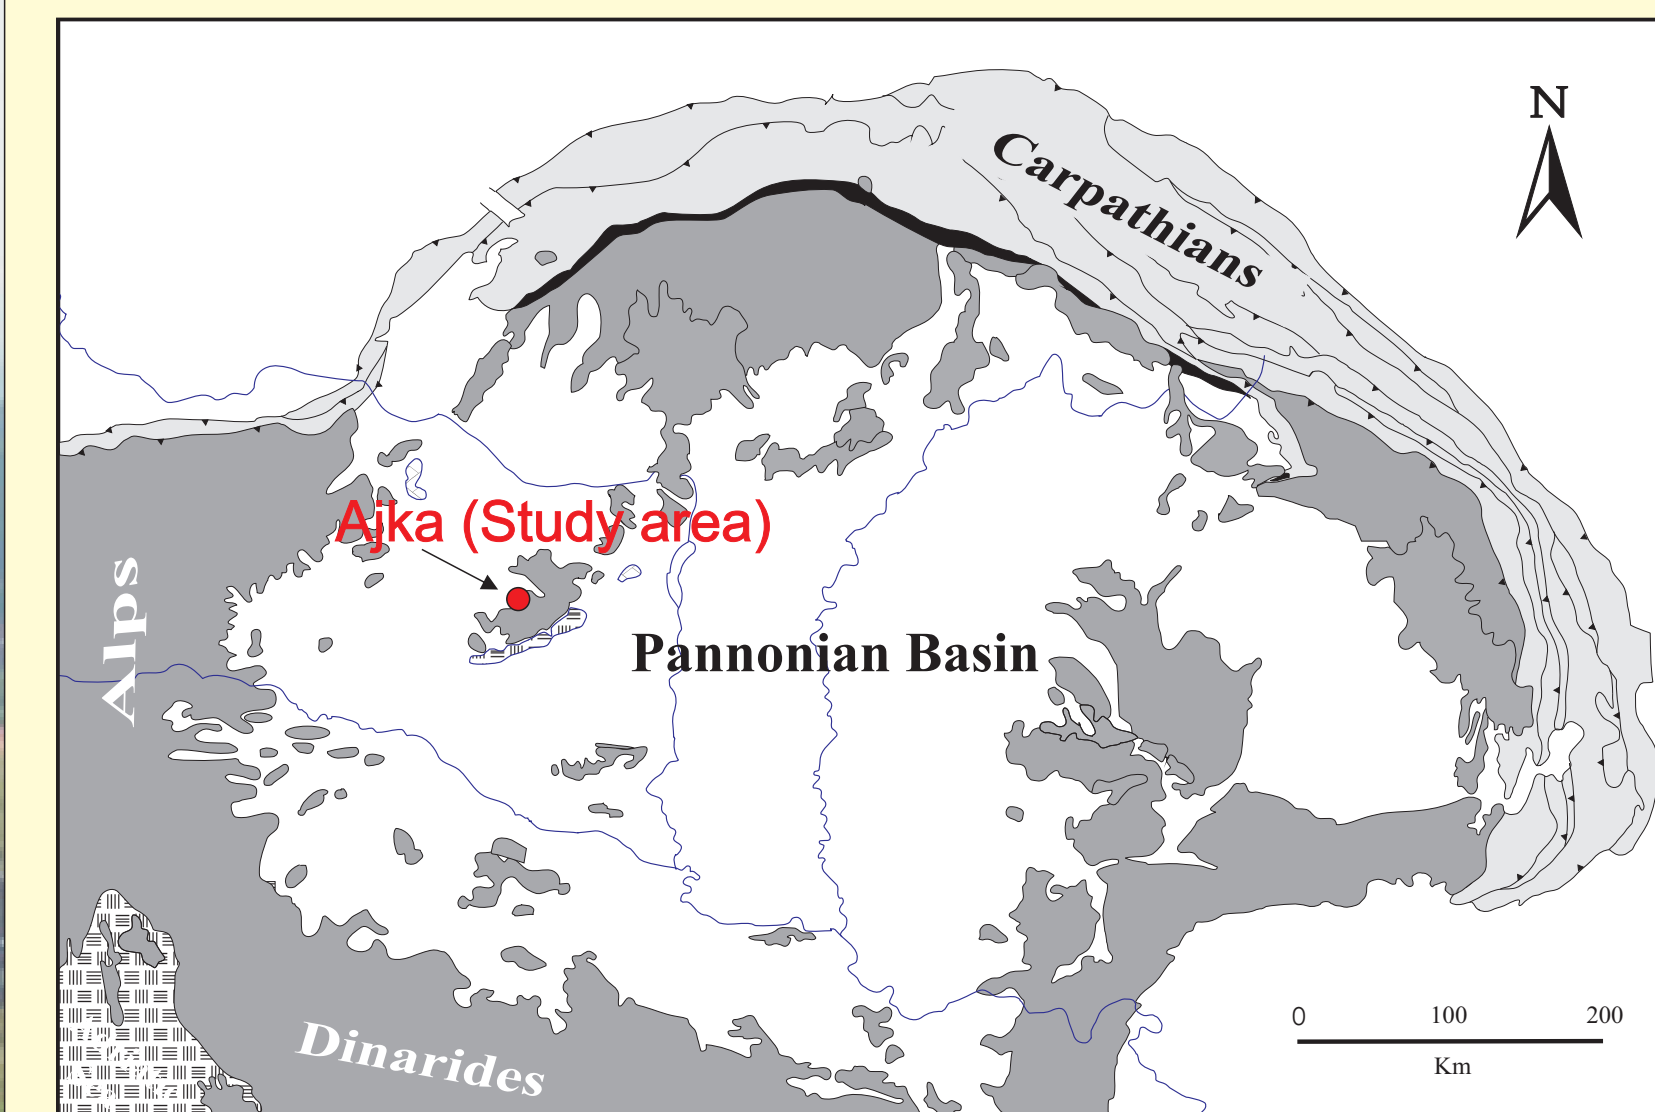 N
Carpathians
Ajka (Study area)
Alps
Pannonian Basin
Dinarides
0 100 200
Km